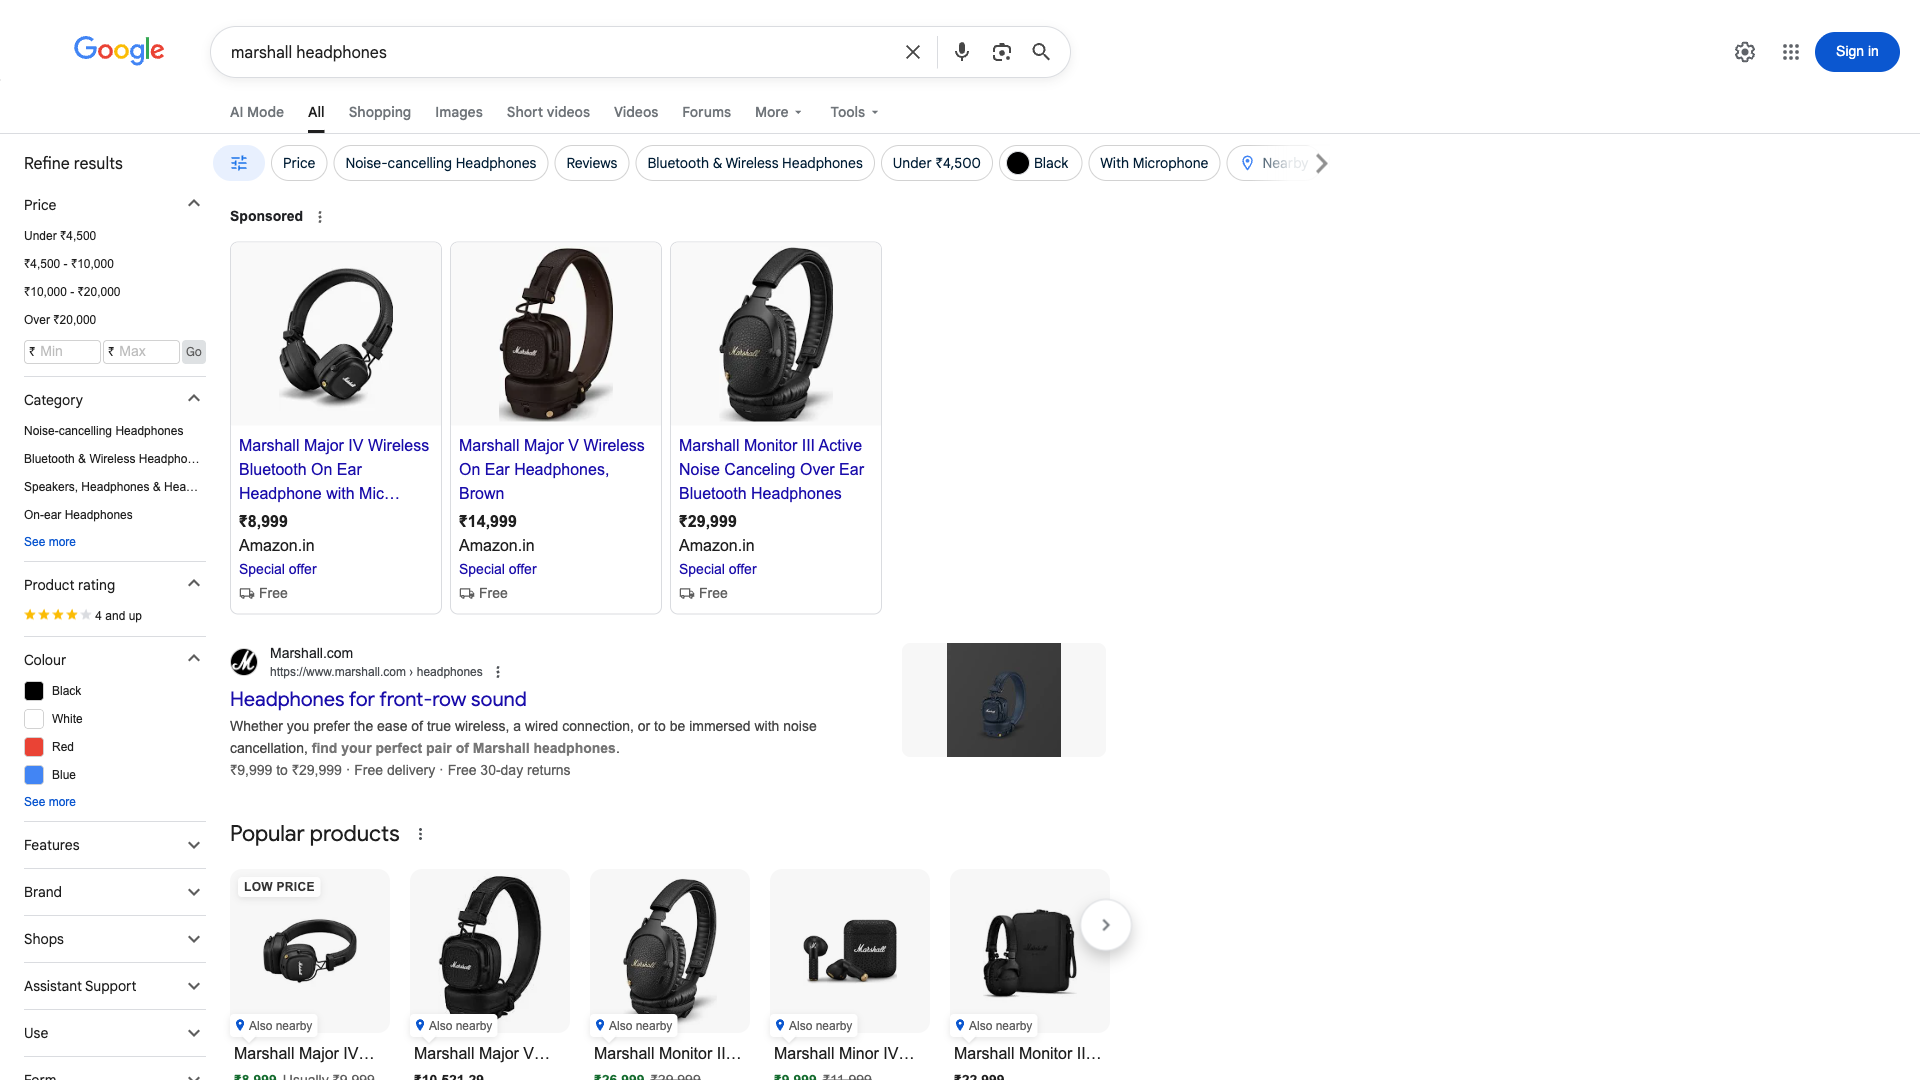 Google
marshall headphones
Sign in
AI Mode
All
Shopping
Images
Short videos
Videos
Forums
More
Tools
Refine results
Price
Under ₹4,500
₹4,500 - ₹10,000
₹10,000 - ₹20,000
Over ₹20,000
₹ Min
₹ Max
Go
Category
Noise-cancelling Headphones
Bluetooth & Wireless Headpho...
Speakers, Headphones & Hea...
On-ear Headphones
See more
Product rating
4 and up
Colour
Black
White
Red
Blue
See more
Features
Brand
Shops
Assistant Support
Use
Form
Price
Noise-cancelling Headphones
Reviews
Bluetooth & Wireless Headphones
Under ₹4,500
Black
With Microphone
Nearby
Sponsored
Marshall
Marshall Major IV Wireless
Bluetooth On Ear
Headphone with Mic...
₹8,999
Amazon.in
Special offer
Free
Marshall
Marshall Major V Wireless
On Ear Headphones,
Brown
₹14,999
Amazon.in
Special offer
Free
Marshall
Marshall Monitor III Active
Noise Canceling Over Ear
Bluetooth Headphones
₹29,999
Amazon.in
Special offer
Free
Marshall.com
https://www.marshall.com › headphones
Headphones for front-row sound
Whether you prefer the ease of true wireless, a wired connection, or to be immersed with noise
cancellation, find your perfect pair of Marshall headphones.
₹9,999 to ₹29,999 · Free delivery · Free 30-day returns
Marshall
Popular products
LOW PRICE
Marshall
Also nearby
Marshall Major IV...
₹8,999 Usually ₹9,999
Marshall
Also nearby
Marshall Major V...
₹10,521.29
Marshall
Also nearby
Marshall Monitor II...
₹26,999 ₹29,999
Marshall
Also nearby
Marshall Minor IV...
₹9,999 ₹11,999
Also nearby
Marshall Monitor II...
₹22,999